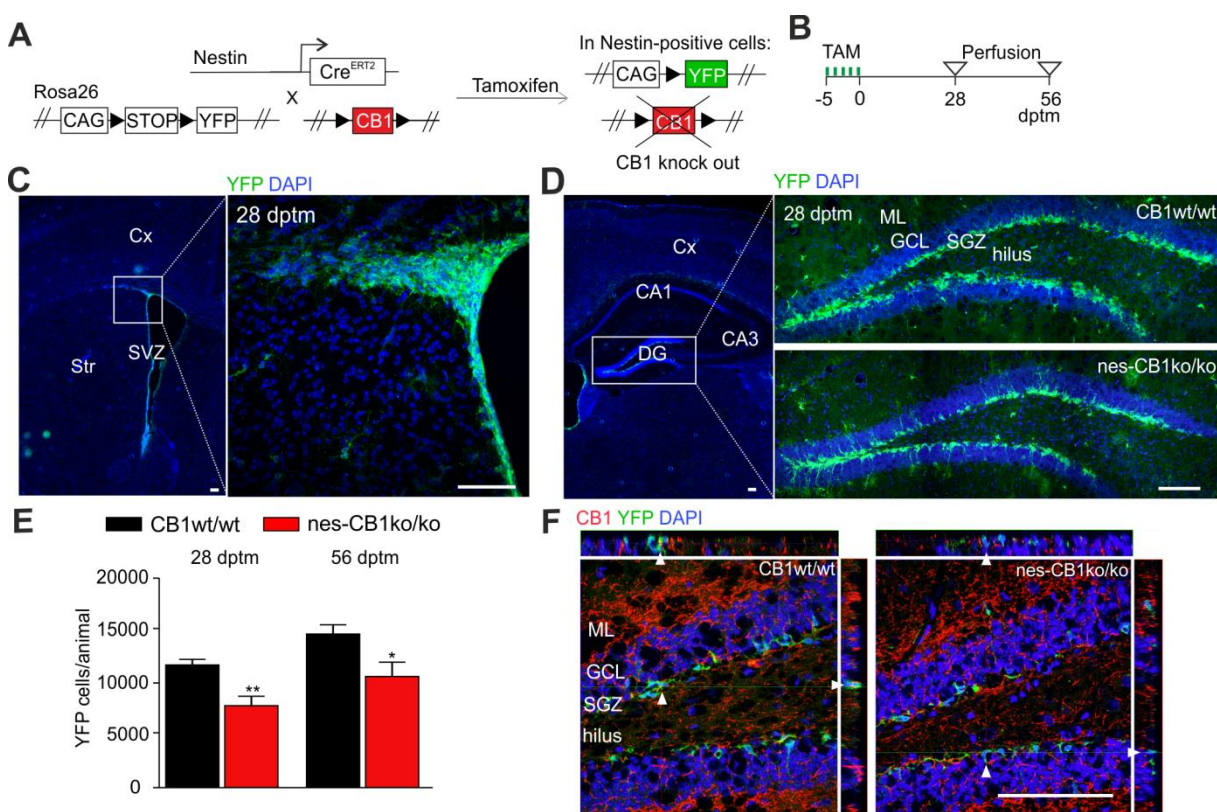 A
Nestin
Cre^ERT2
X
Rosa26
CAG
STOP
YFP
CB1
Tamoxifen
In Nestin-positive cells:
CAG
YFP
CB1
CB1 knock out
B
TAM
Perfusion
-5
0
28
56
dptm
C
YFP DAPI
28 dptm
Cx
SVZ
Str
D
YFP DAPI
28 dptm
Cx
CA1
CA3
DG
ML
GCL
SGZ
hilus
CB1wt/wt
nes-CB1ko/ko
E
CB1wt/wt
nes-CB1ko/ko
28 dptm
56 dptm
YFP cells/animal
20000
15000
10000
5000
0
**
*
F
CB1 YFP DAPI
CB1wt/wt
nes-CB1ko/ko
ML
GCL
SGZ
hilus